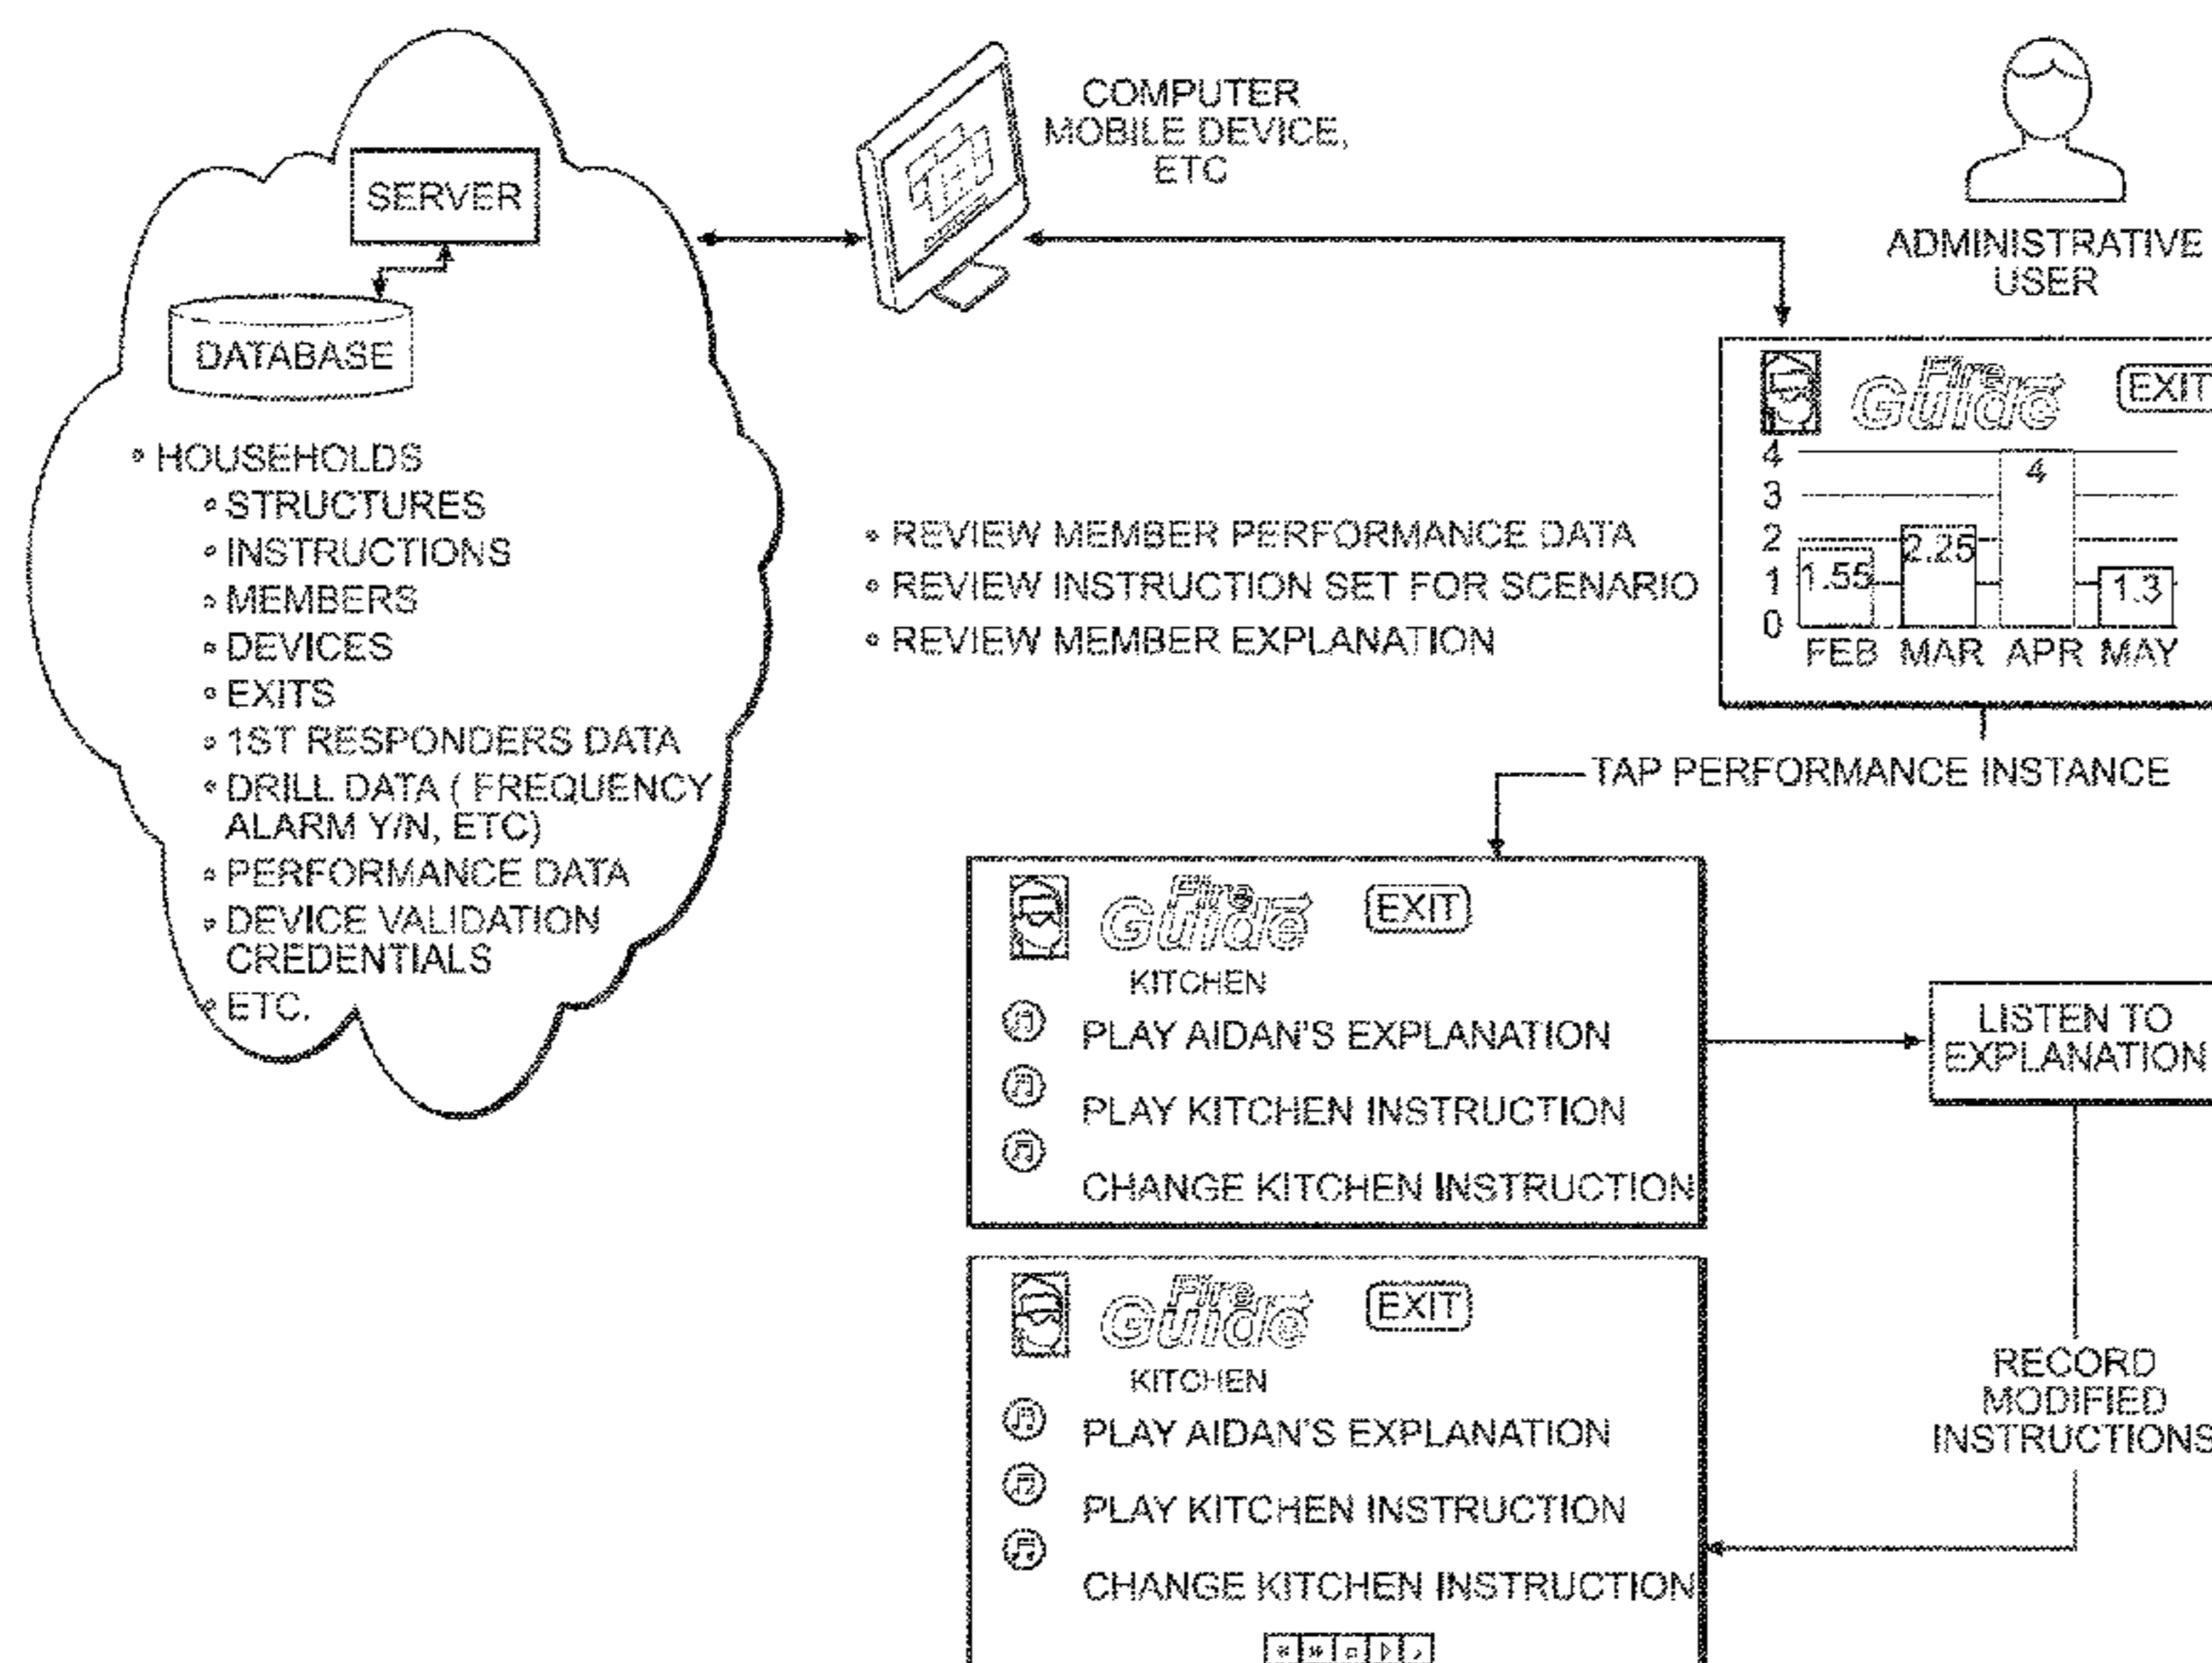 SERVER
DATABASE
HOUSEHOLDS
STRUCTURES
INSTRUCTIONS
MEMBERS
DEVICES
EXITS
1ST RESPONDERS DATA
DRILL DATA ( FREQUENCY
ALARM Y/N, ETC)
PERFORMANCE DATA
DEVICE VALIDATION
CREDENTIALS
ETC.
COMPUTER
MOBILE DEVICE,
ETC
ADMINISTRATIVE
USER
REVIEW MEMBER PERFORMANCE DATA
REVIEW INSTRUCTION SET FOR SCENARIO
REVIEW MEMBER EXPLANATION
Fire
Guide
EXIT
4
3
2
1
0
1.55
2.25
4
1.3
FEB MAR APR MAY
TAP PERFORMANCE INSTANCE
Fire
Guide
EXIT
KITCHEN
PLAY AIDAN'S EXPLANATION
PLAY KITCHEN INSTRUCTION
CHANGE KITCHEN INSTRUCTION
LISTEN TO
EXPLANATION
RECORD
MODIFIED
INSTRUCTIONS
Fire
Guide
EXIT
KITCHEN
PLAY AIDAN'S EXPLANATION
PLAY KITCHEN INSTRUCTION
CHANGE KITCHEN INSTRUCTION